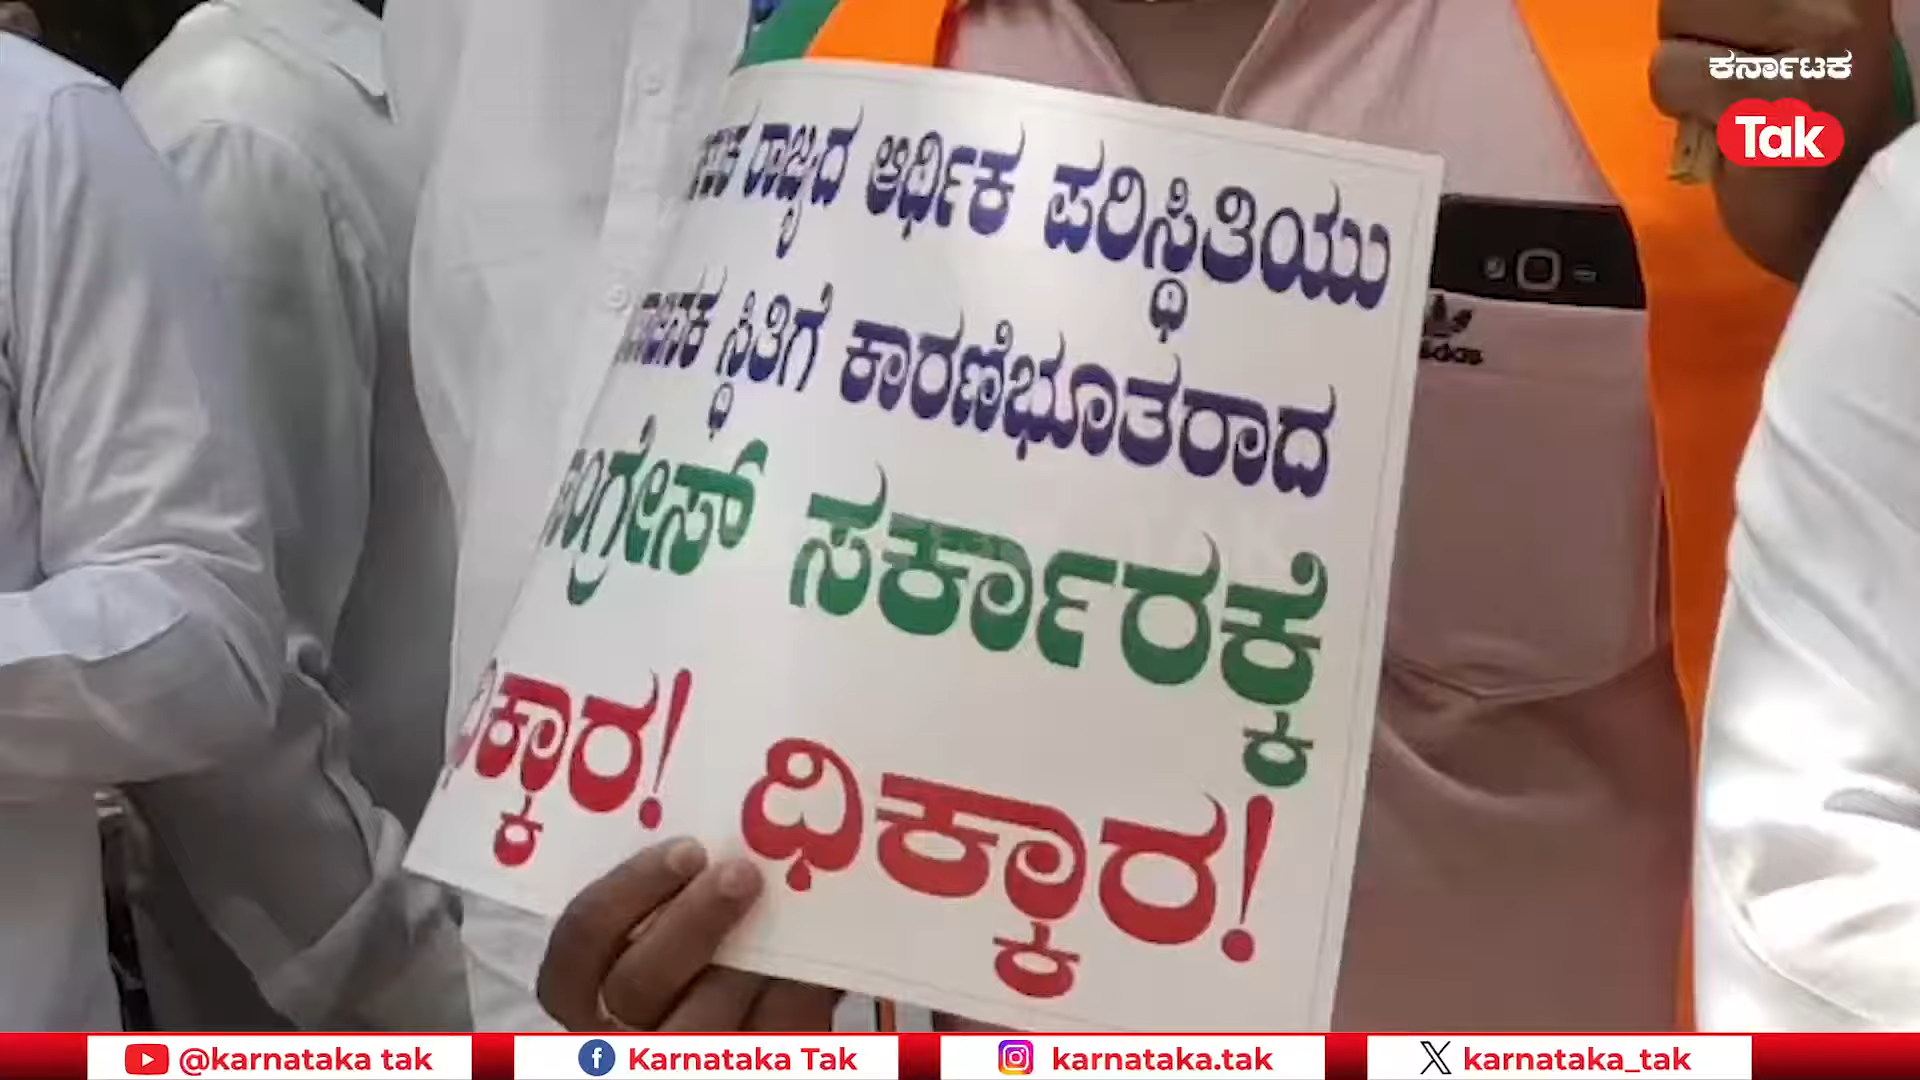 ಕರ್ನಾಟಕ
Tak
ರಾಜ್ಯದ ಆರ್ಥಿಕ ಪರಿಸ್ಥಿತಿಯು
ಸ್ಥಿತಿಗೆ ಕಾರಣೆಭೂತರಾದ
ಸರ್ಕಾರಕ್ಕೆ
ಧಿಕ್ಕಾರ!
@karnataka tak
Karnataka Tak
karnataka.tak
karnataka_tak